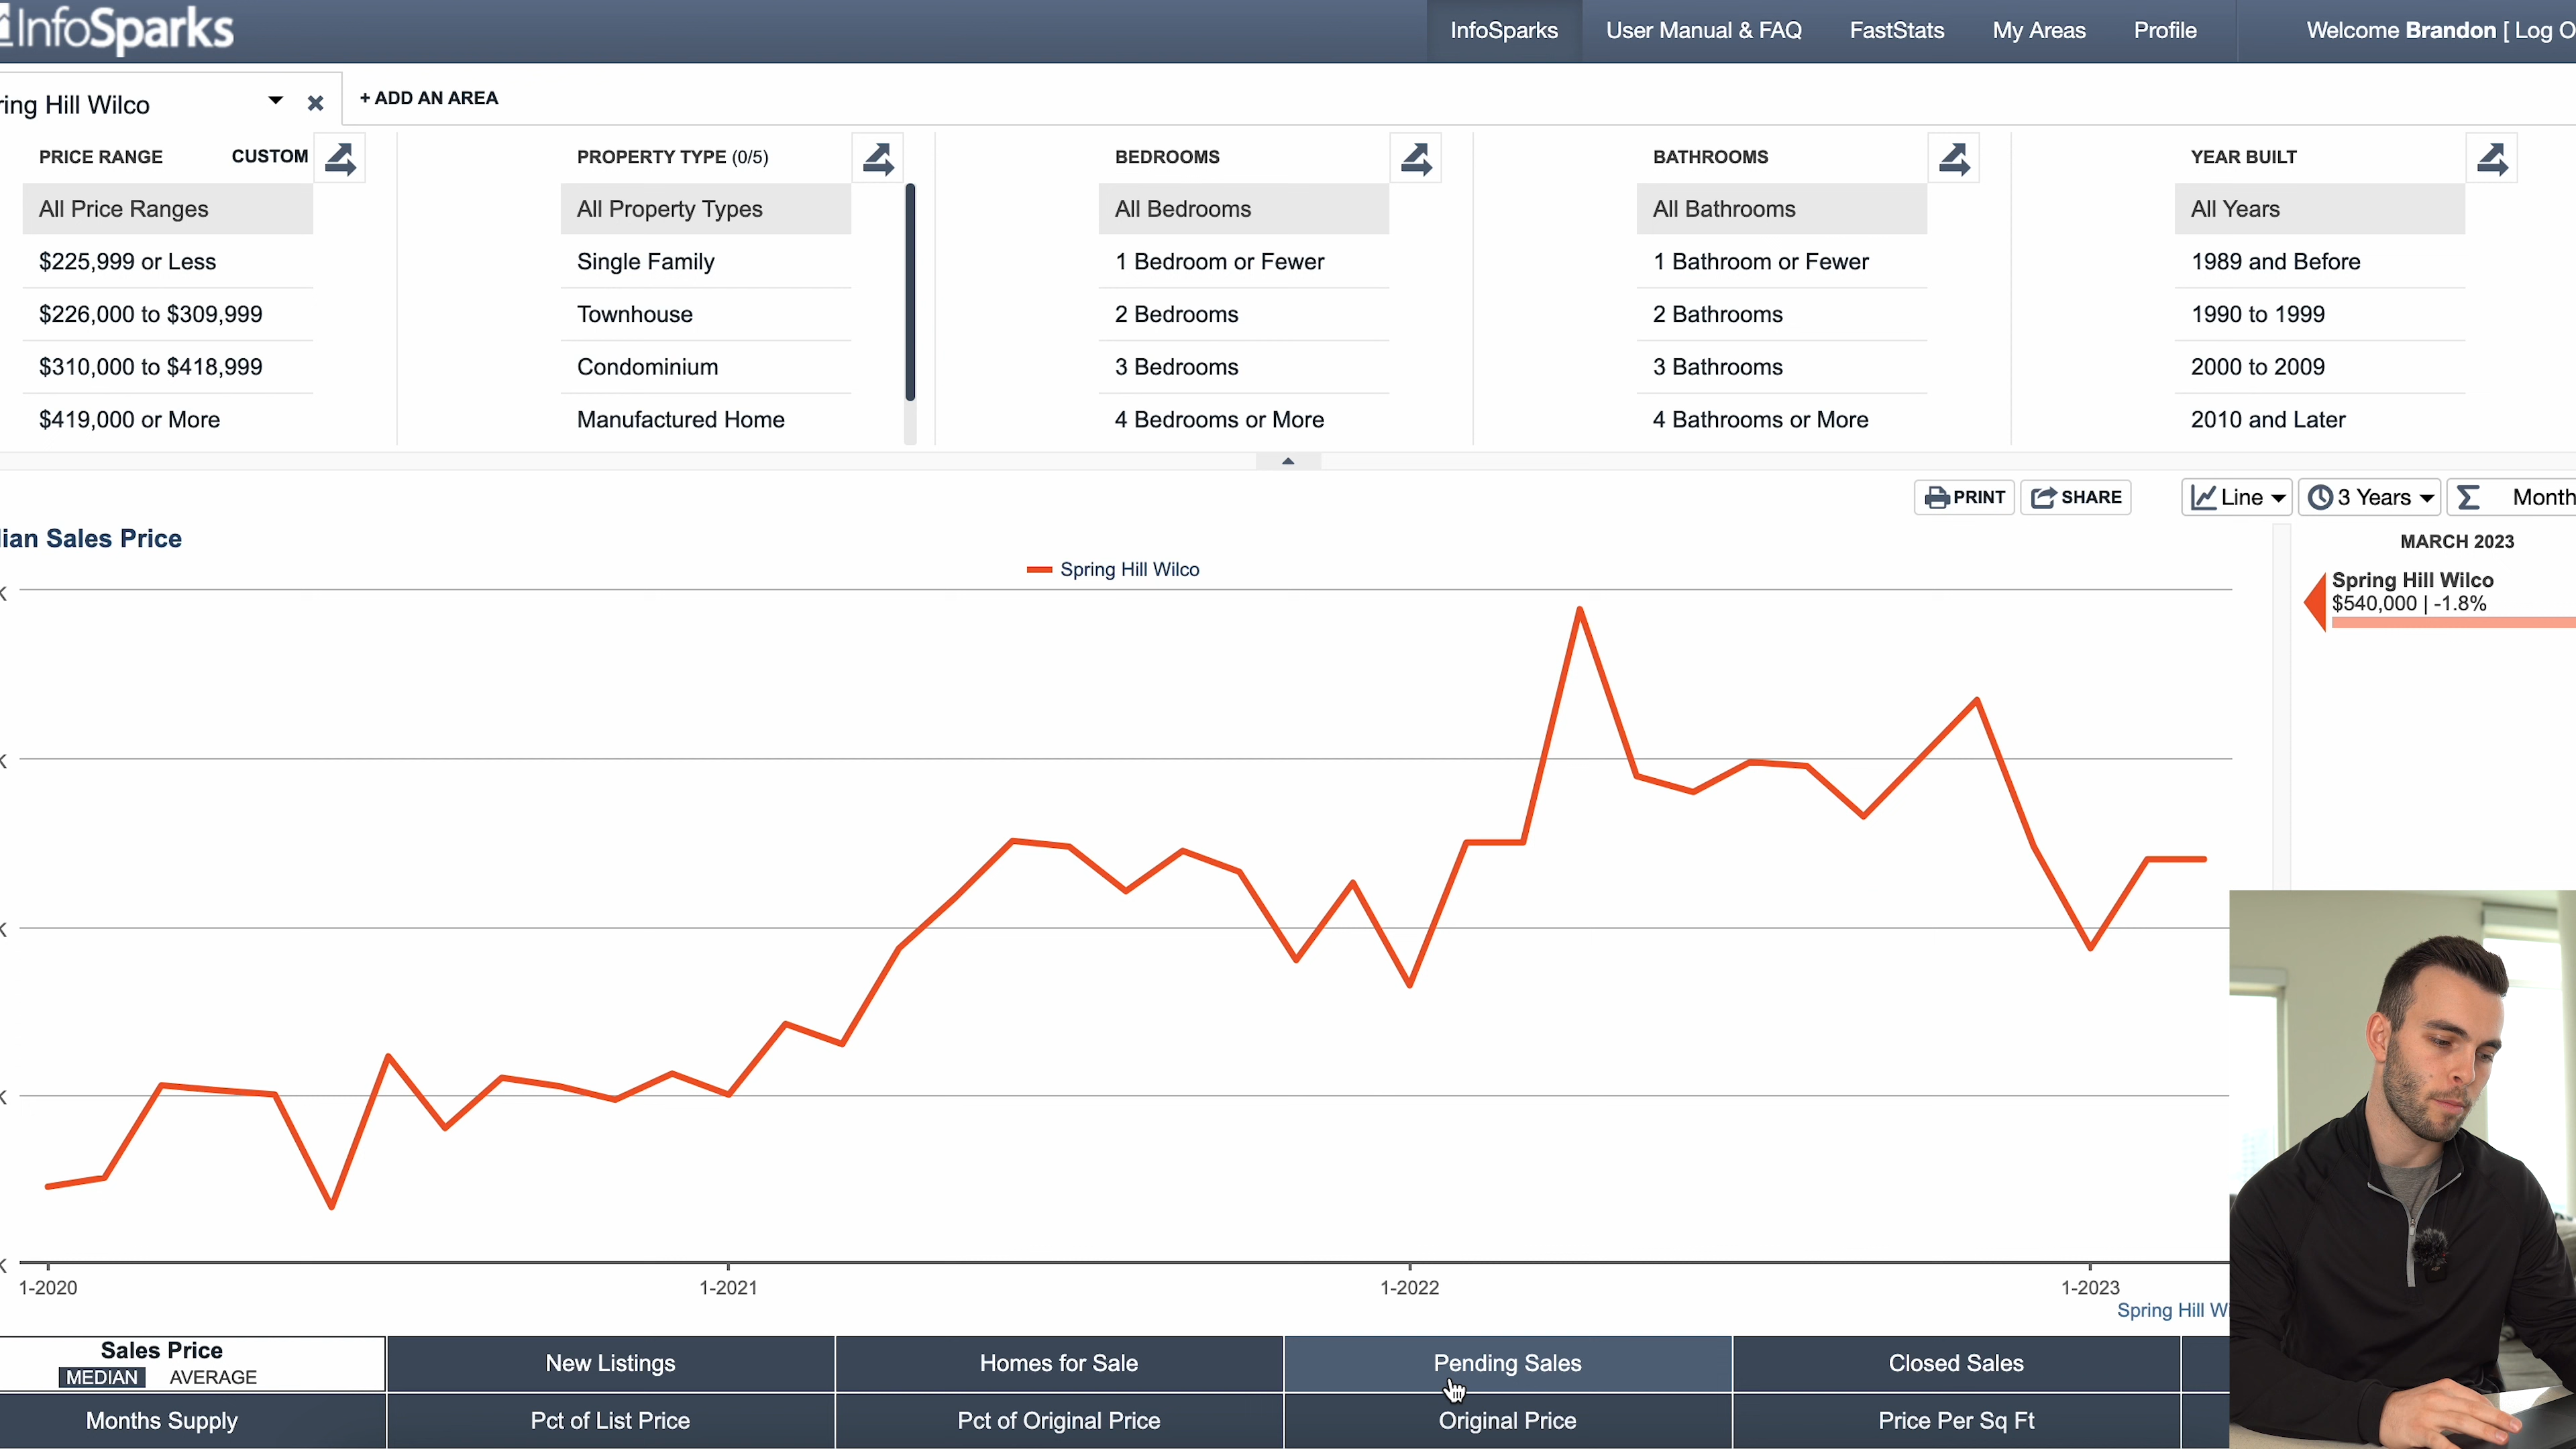 InfoSparks
InfoSparks User Manual & FAQ FastStats My Areas Profile Welcome Brandon [ Log O
ring Hill Wilco + ADD AN AREA
PRICE RANGE CUSTOM
All Price Ranges
$225,999 or Less
$226,000 to $309,999
$310,000 to $418,999
$419,000 or More
PROPERTY TYPE (0/5)
All Property Types
Single Family
Townhouse
Condominium
Manufactured Home
BEDROOMS
All Bedrooms
1 Bedroom or Fewer
2 Bedrooms
3 Bedrooms
4 Bedrooms or More
BATHROOMS
All Bathrooms
1 Bathroom or Fewer
2 Bathrooms
3 Bathrooms
4 Bathrooms or More
YEAR BUILT
All Years
1989 and Before
1990 to 1999
2000 to 2009
2010 and Later
PRINT SHARE Line 3 Years Σ Month
ian Sales Price
MARCH 2023
Spring Hill Wilco
Spring Hill Wilco
$540,000 | -1.8%
K
K
K
K
K
1-2020 1-2021 1-2022 1-2023
Spring Hill W
Sales Price
MEDIAN AVERAGE
New Listings
Homes for Sale
Pending Sales
Closed Sales
Months Supply
Pct of List Price
Pct of Original Price
Original Price
Price Per Sq Ft